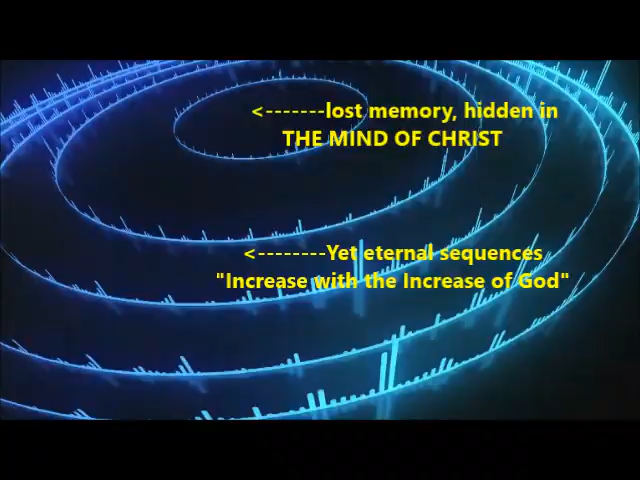 <-------lost memory, hidden in
THE MIND OF CHRIST
<--------Yet eternal sequences
"Increase with the Increase of God"